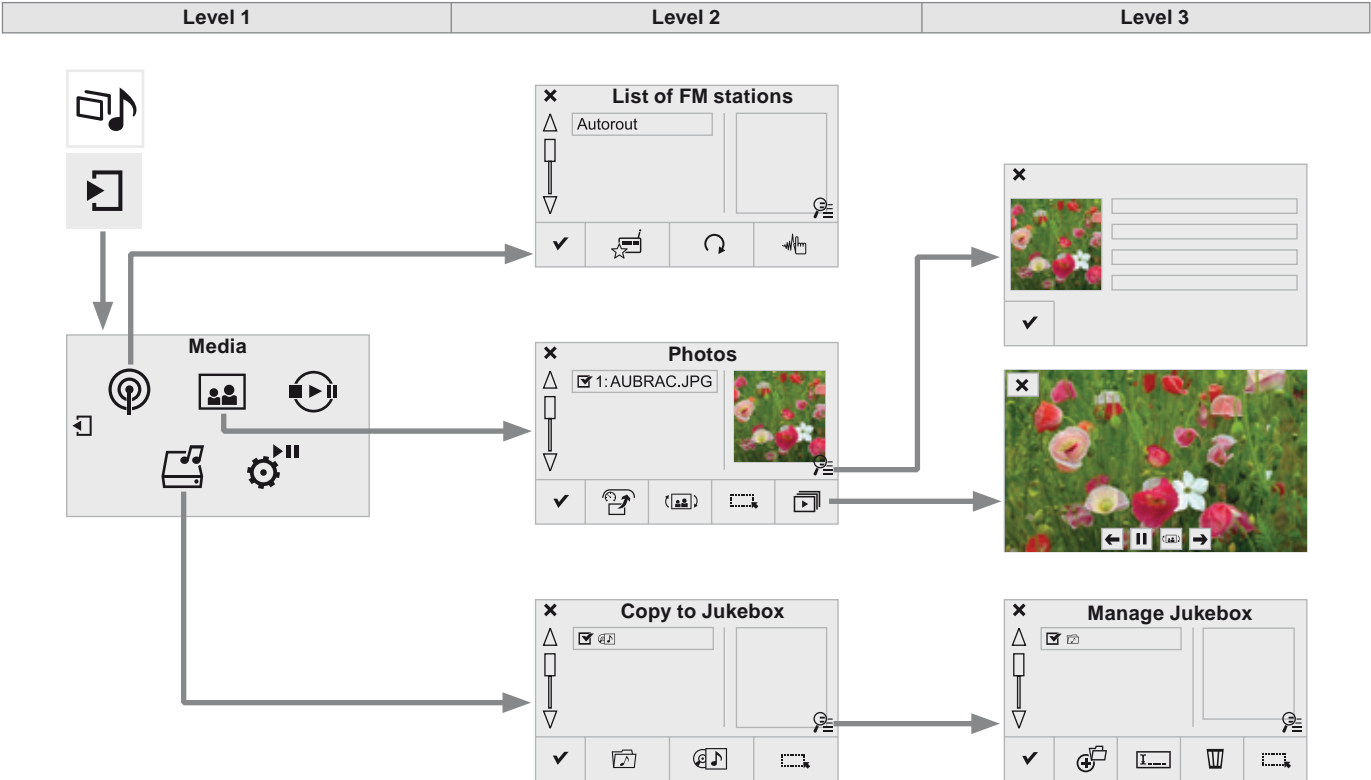 Level 1
Level 2
Level 3
List of FM stations
Autorout
Media
Photos
1: AUBRAC.JPG
Copy to Jukebox
Manage Jukebox